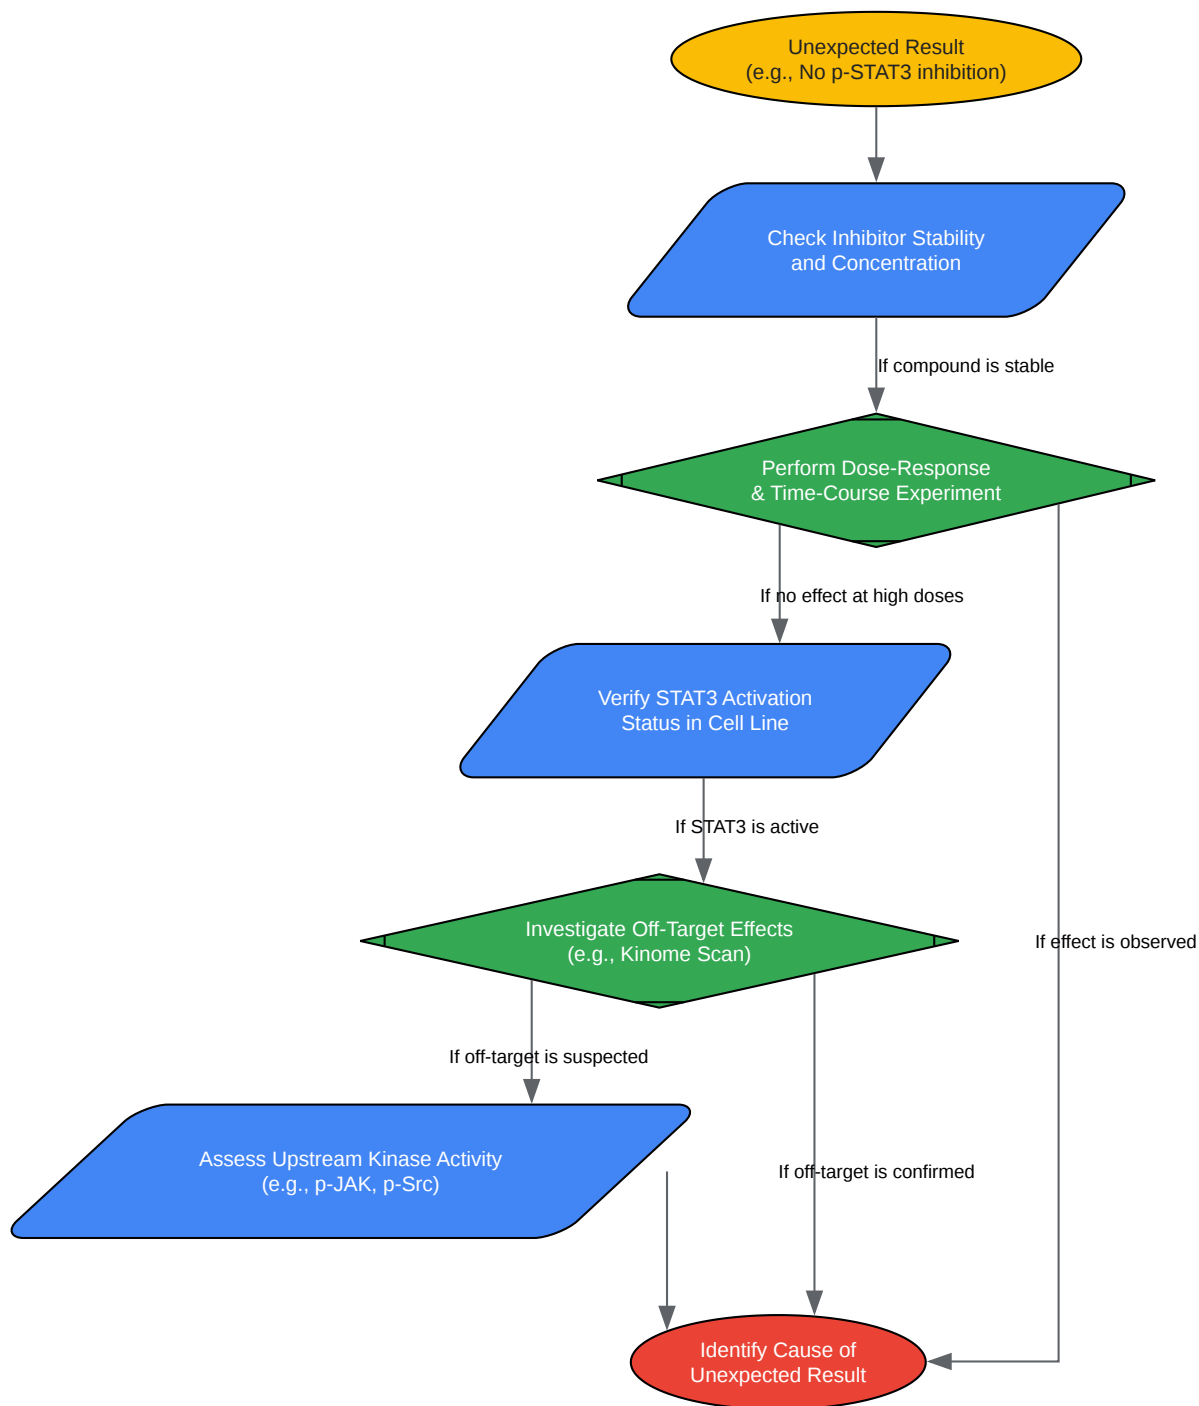 Unexpected Result
(e.g., No p-STAT3 inhibition)
Check Inhibitor Stability
and Concentration
If compound is stable
Perform Dose-Response
& Time-Course Experiment
If no effect at high doses
Verify STAT3 Activation
Status in Cell Line
If STAT3 is active
Investigate Off-Target Effects
(e.g., Kinome Scan)
If effect is observed
If off-target is suspected
Assess Upstream Kinase Activity
(e.g., p-JAK, p-Src)
If off-target is confirmed
Identify Cause of
Unexpected Result